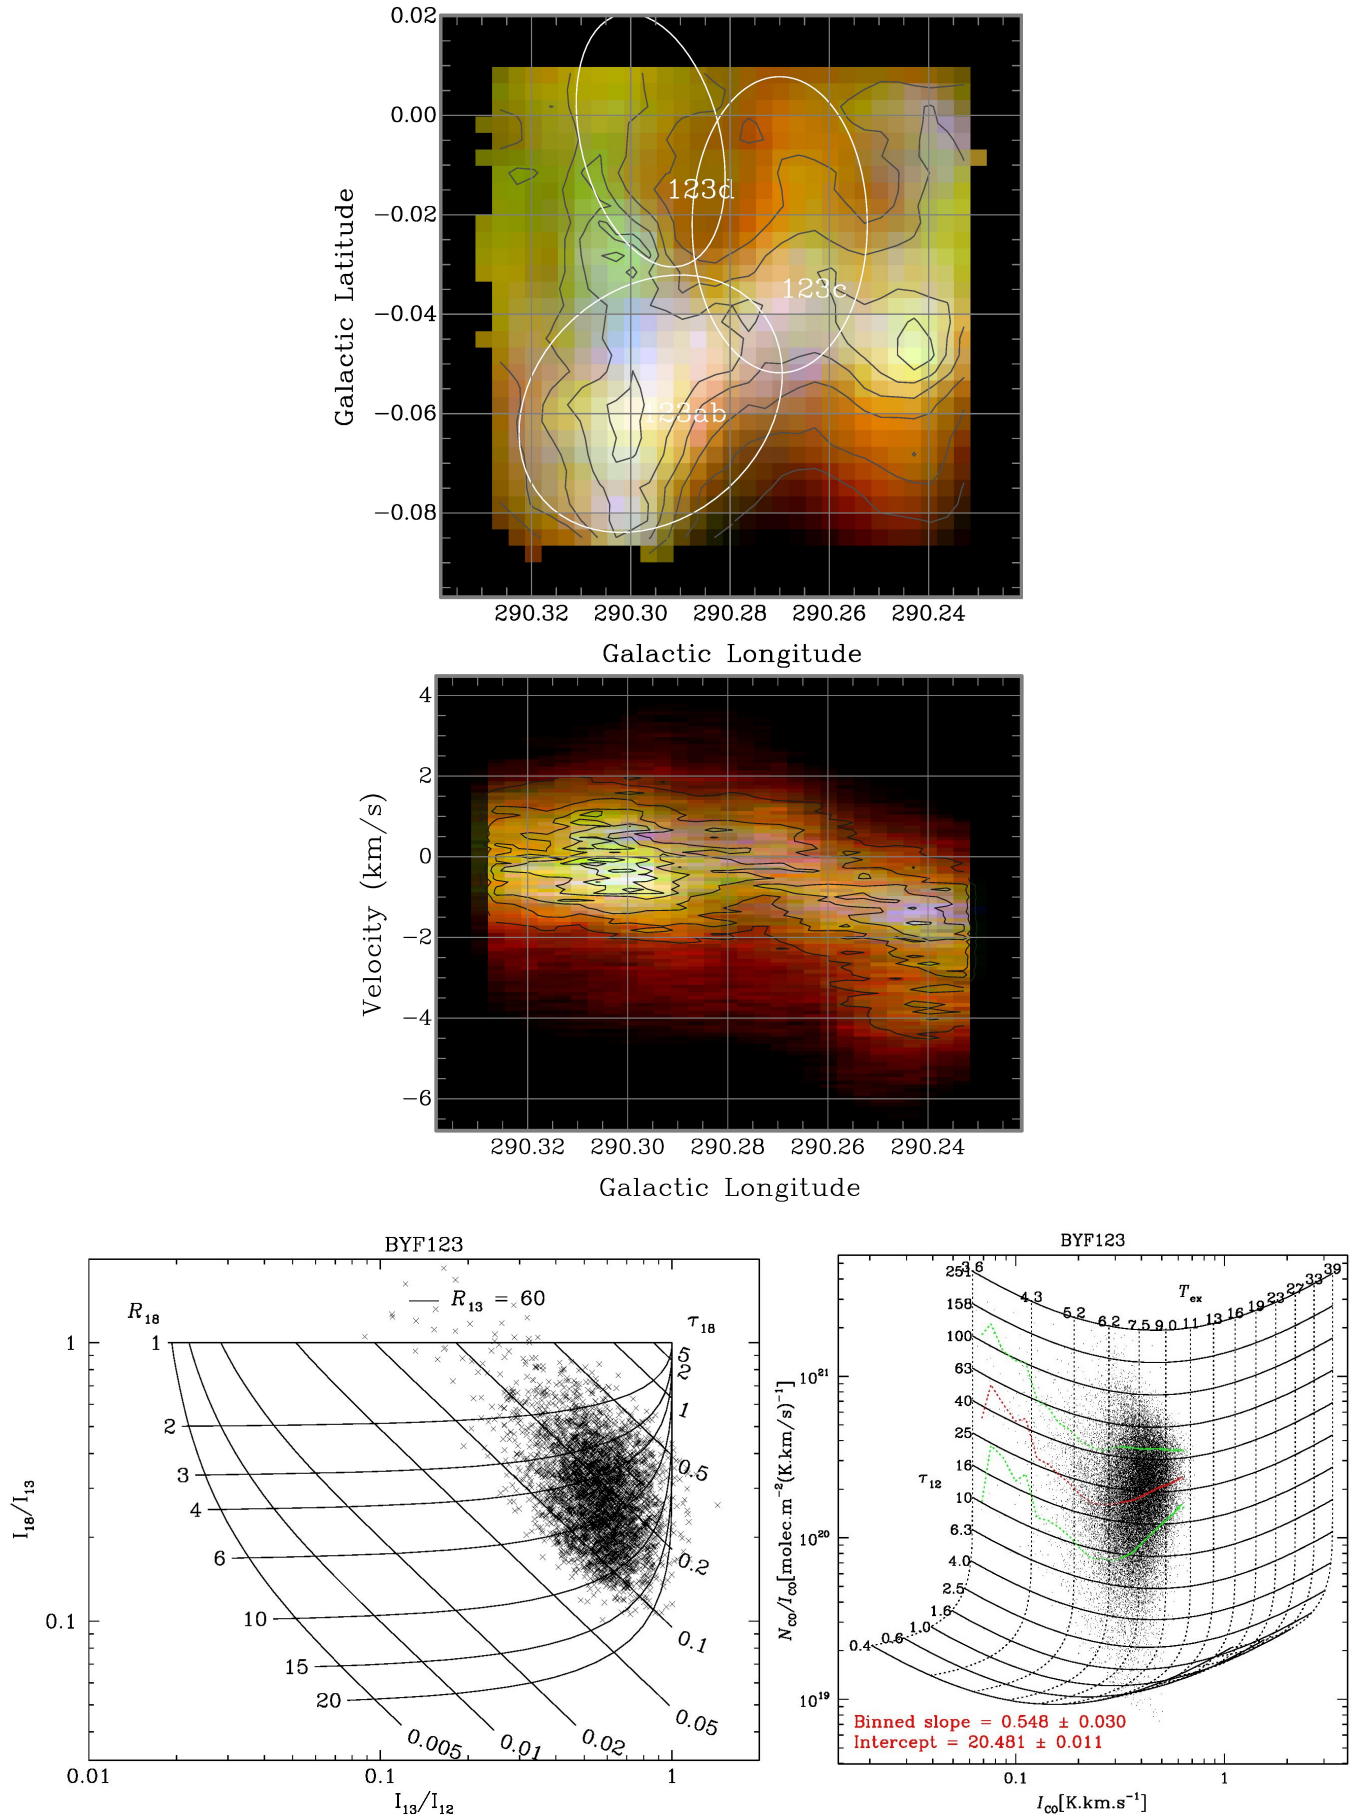 0.02
0.00
−0.02
−0.04
−0.06
−0.08
Galactic Latitude
123d
123c
123ab
290.32 290.30 290.28 290.26 290.24
Galactic Longitude
4
2
0
−2
−4
−6
Velocity (km/s)
290.32 290.30 290.28 290.26 290.24
Galactic Longitude
BYF123
R13 = 60
R18
τ18
1
2
3
4
6
10
15
20
5
2
1
0.5
0.2
0.1
0.05
0.02
0.01
0.005
1
0.1
I18/I13
0.01 0.1 1
I13/I12
BYF123
251
158
100
63
40
25
16
10
6.3
4.0
2.5
1.6
1.0
0.6
0.4
τ12
Tex
3.6 4.3 5.2 6.2 7.5 9.0 11 13 16 19 23 27 33 39
10²¹
10²⁰
10¹⁹
NCO/ICO[molec.m⁻²(K.km/s)⁻¹]
Binned slope = 0.548 ± 0.030
Intercept = 20.481 ± 0.011
0.1 1
ICO[K.km.s⁻¹]